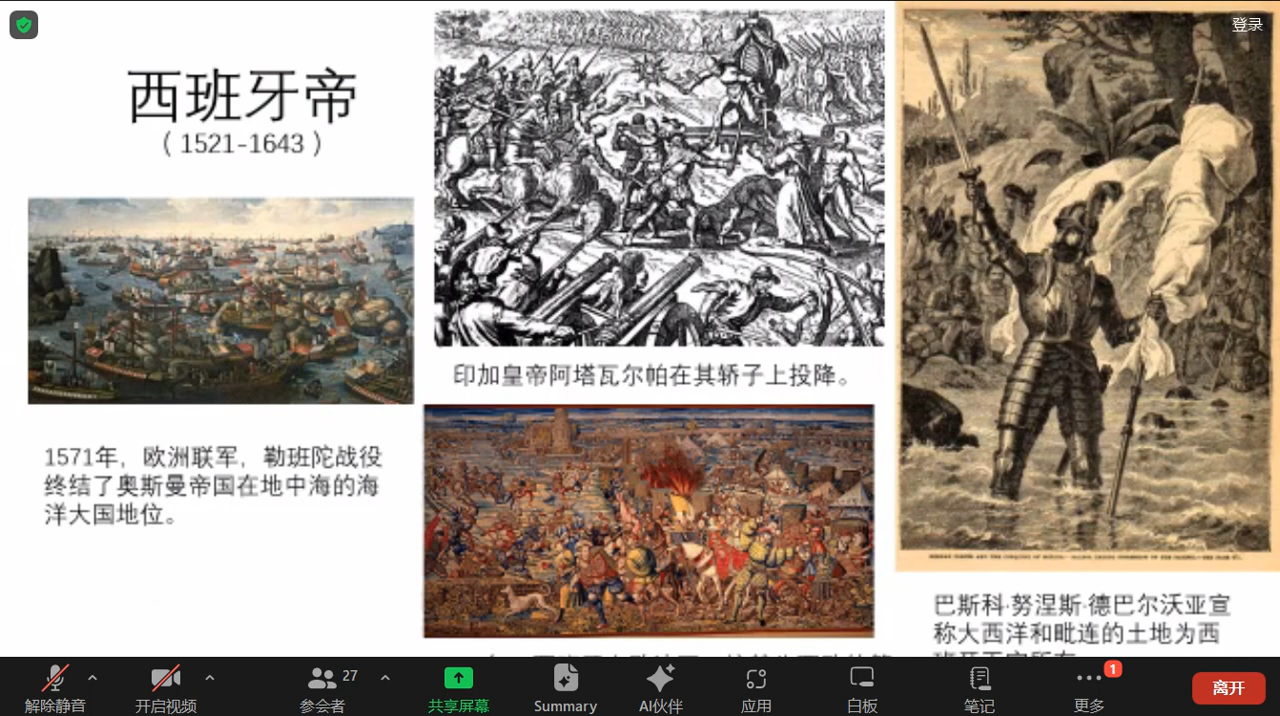 登录
西班牙帝
（1521-1643）
印加皇帝阿塔瓦尔帕在其轿子上投降。
1571年，欧洲联军，勒班陀战役
终结了奥斯曼帝国在地中海的海
洋大国地位。
巴斯科·努涅斯·德巴尔沃亚宣
称大西洋和毗连的土地为西
解除静音
开启视频
27
参会者
共享屏幕
Summary
AI伙伴
应用
白板
笔记
1
更多
离开